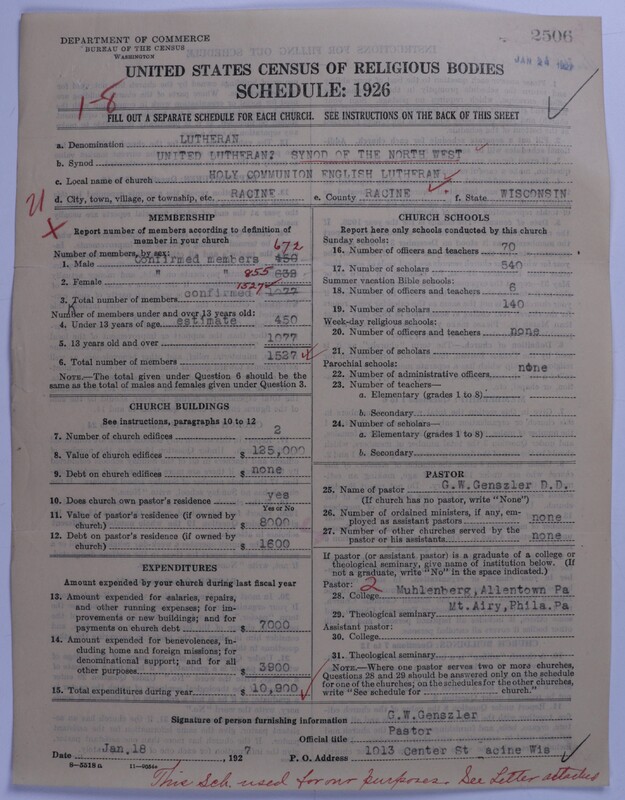 DEPARTMENT OF COMMERCE
BUREAU OF THE CENSUS
WASHINGTON
2506
UNITED STATES CENSUS OF RELIGIOUS BODIES
SCHEDULE: 1926
1-8
FILL OUT A SEPARATE SCHEDULE FOR EACH CHURCH. SEE INSTRUCTIONS ON THE BACK OF THIS SHEET
a. Denomination LUTHERAN
b. Synod UNITED LUTHERAN? SYNOD OF THE NORTH WEST
c. Local name of church HOLY COMMUNION ENGLISH LUTHERAN
d. City, town, village, or township, etc. RACINE e. County RACINE f. State WISCONSIN
MEMBERSHIP
Report number of members according to definition of
member in your church
Number of members, by sex:
672
1. Male confirmed members 450
2. Female " " 855 638
1527
3. Total number of members confirmed 1077
Number of members under and over 13 years old:
4. Under 13 years of age estimate 450
5. 13 years old and over 1077
6. Total number of members 1527
NOTE.—The total given under Question 6 should be the
same as the total of males and females given under Question 3.
CHURCH BUILDINGS
See instructions, paragraphs 10 to 12
7. Number of church edifices 2
8. Value of church edifices $ 125,000
9. Debt on church edifices $ none
10. Does church own pastor's residence yes
Yes or No
11. Value of pastor's residence (if owned by
church) $ 8000
12. Debt on pastor's residence (if owned by
church) $ 1600
EXPENDITURES
Amount expended by your church during last fiscal year
13. Amount expended for salaries, repairs,
and other running expenses; for im-
provements or new buildings; and for
payments on church debt $ 7000
14. Amount expended for benevolences, in-
cluding home and foreign missions; for
denominational support; and for all
other purposes $ 3900
15. Total expenditures during year $ 10,900
CHURCH SCHOOLS
Report here only schools conducted by this church
Sunday schools:
16. Number of officers and teachers 70
17. Number of scholars 540
Summer vacation Bible schools:
18. Number of officers and teachers 6
19. Number of scholars 140
Week-day religious schools:
20. Number of officers and teachers none
21. Number of scholars
Parochial schools:
22. Number of administrative officers none
23. Number of teachers—
a. Elementary (grades 1 to 8)
b. Secondary
24. Number of scholars—
a. Elementary (grades 1 to 8)
b. Secondary
PASTOR
25. Name of pastor G.W.Genszler D.D.
(If church has no pastor, write "None")
26. Number of ordained ministers, if any, em-
ployed as assistant pastors none
27. Number of other churches served by the
pastor or his assistants none
If pastor (or assistant pastor) is a graduate of a college or
theological seminary, give name of institution below. (If
not a graduate, write "No" in the space indicated.)
Pastor: 2
28. College Muhlenberg, Allentown Pa
29. Theological seminary Mt.Airy,Phila.Pa
Assistant pastor:
30. College
31. Theological seminary
NOTE.—Where one pastor serves two or more churches,
Questions 28 and 29 should be answered only on the schedule
for one of the churches; on the schedules for the other churches,
write "See schedule for church."
Signature of person furnishing information G.W.Genszler
Official title Pastor
Date Jan,18, 1927 P. O. Address 1013 Center St acine Wis
8-5518a
This Sch. used for our purposes. See Letter attached